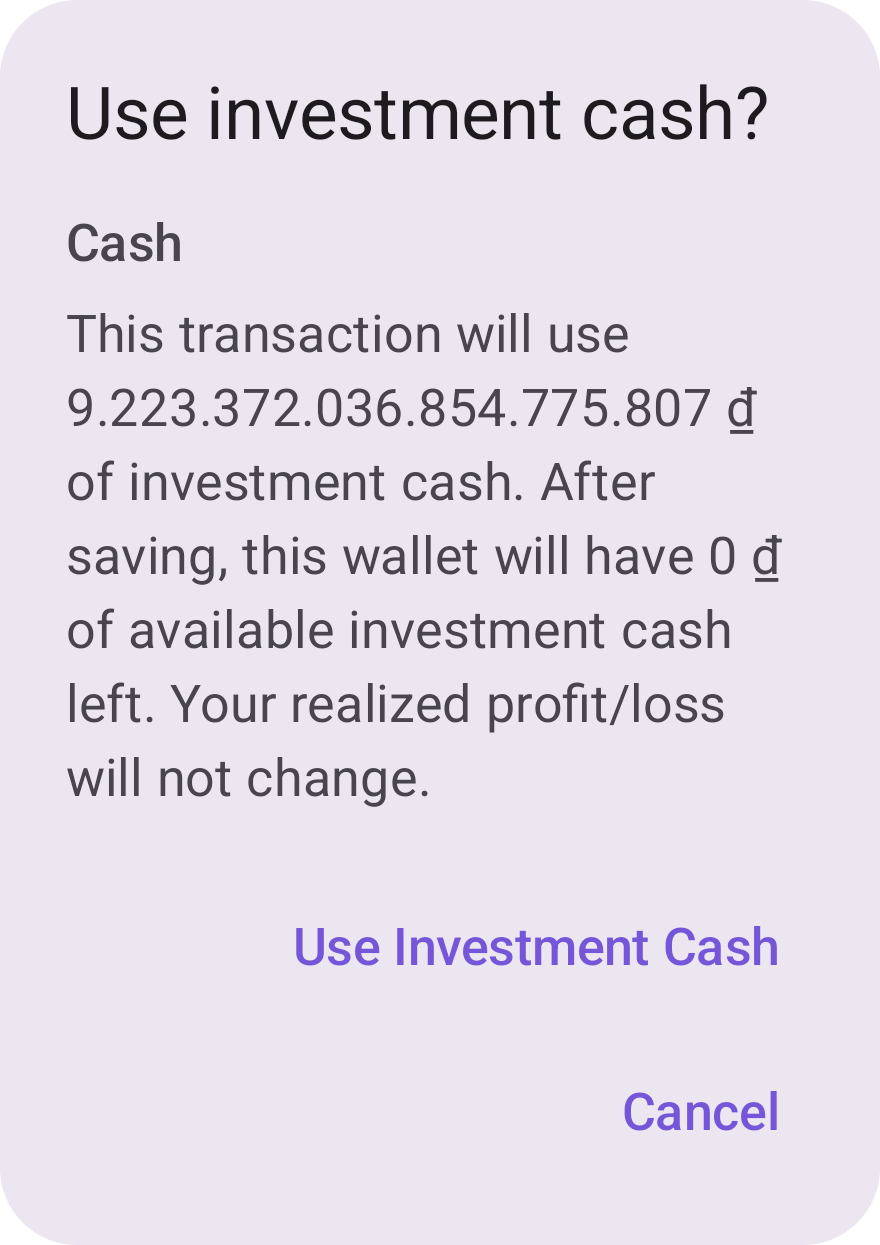 Use investment cash?
Cash
This transaction will use
9.223.372.036.854.775.807 ₫
of investment cash. After
saving, this wallet will have 0 ₫
of available investment cash
left. Your realized profit/loss
will not change.
Use Investment Cash
Cancel